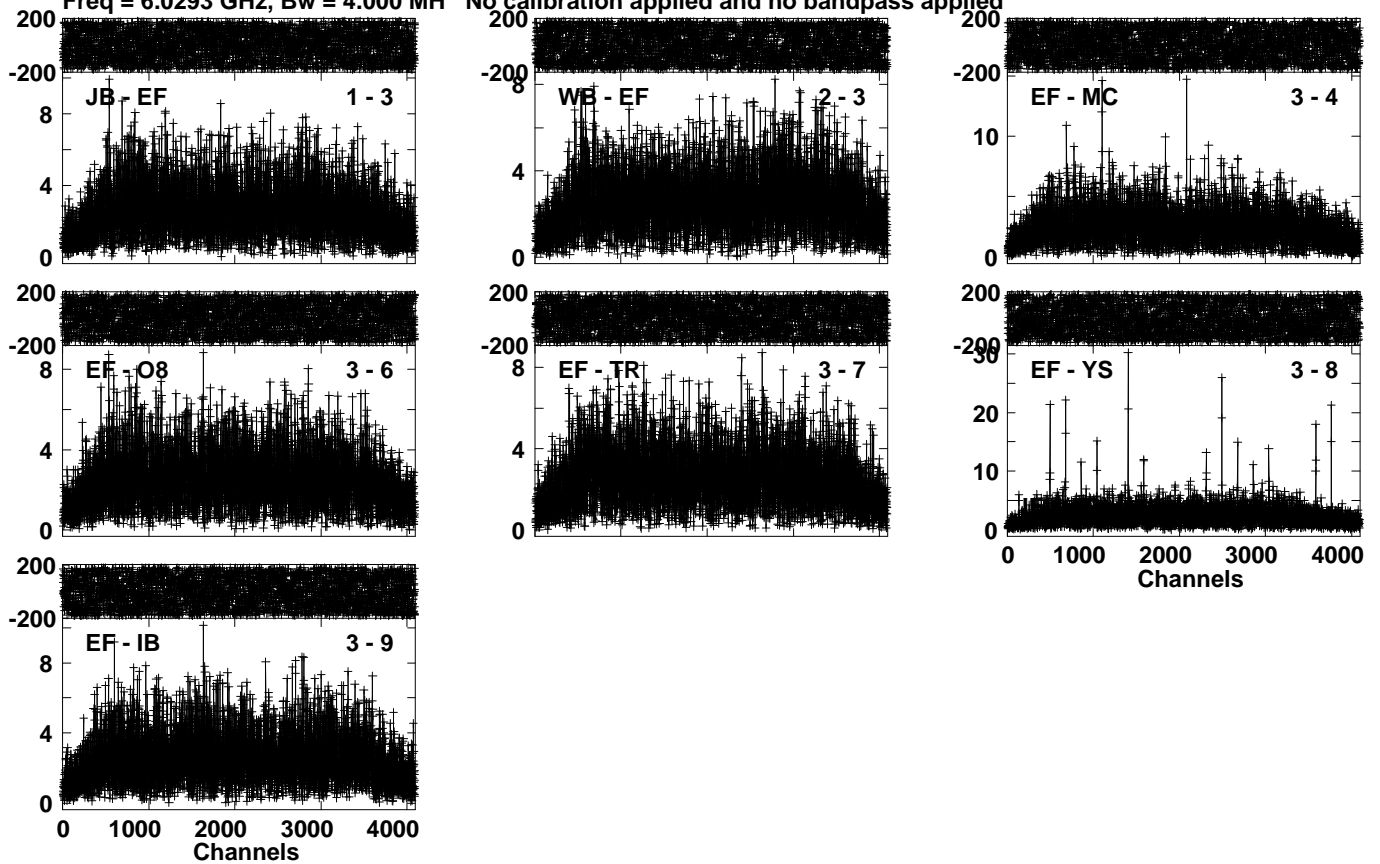 Freq = 6.0293 GHz, Bw = 4.000 MH No calibration applied and no bandpass applied
200 200 200
-200 -200 -200
JB - EF 1 - 3 WB - EF 2 - 3 EF - MC 3 - 4
8 8 10
4 4
0 0 0
200 200 200
-200 -200 -200
30
EF - O8 3 - 6 EF - TR 3 - 7 EF - YS 3 - 8
8 8 20
4 4 10
0 0 0
0 1000 2000 3000 4000
Channels
200
-200
EF - IB 3 - 9
8
4
0
0 1000 2000 3000 4000
Channels